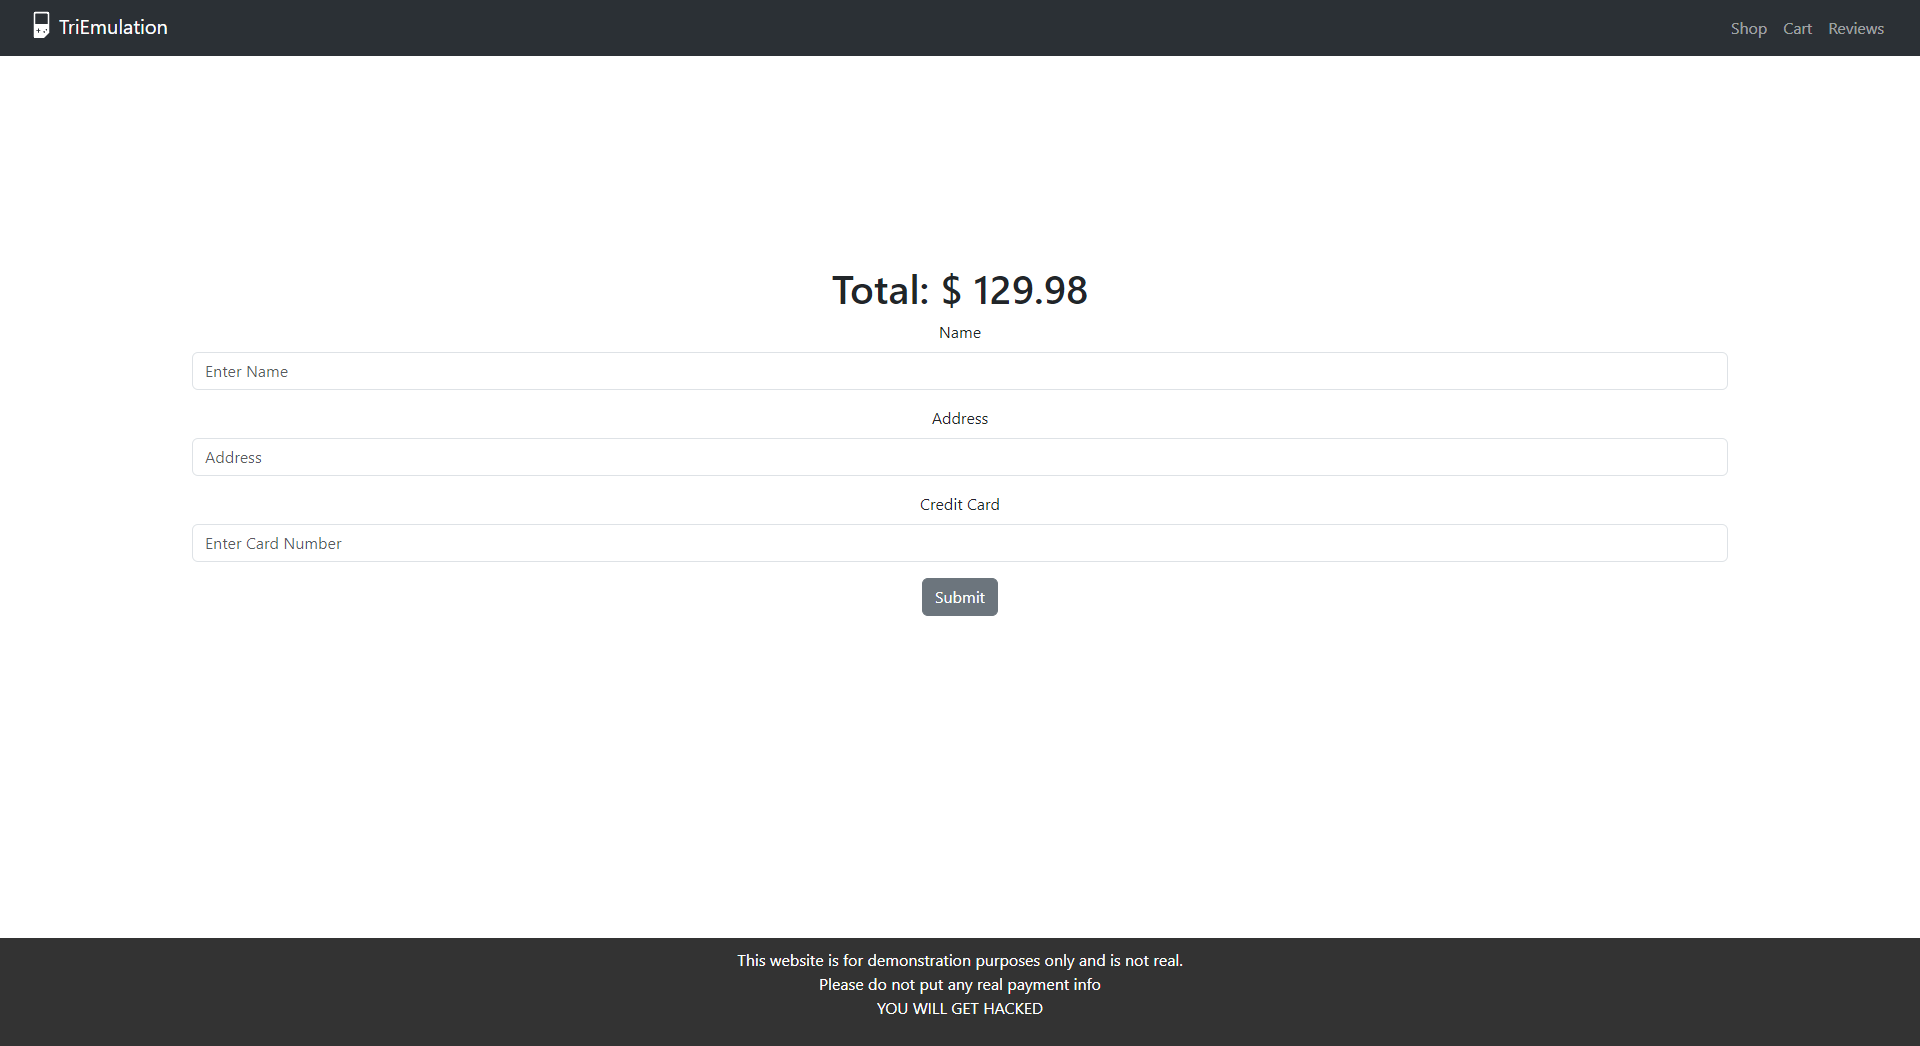 TriEmulation
Shop Cart Reviews
Total: $ 129.98
Name
Enter Name
Address
Address
Credit Card
Enter Card Number
Submit
This website is for demonstration purposes only and is not real.
Please do not put any real payment info
YOU WILL GET HACKED